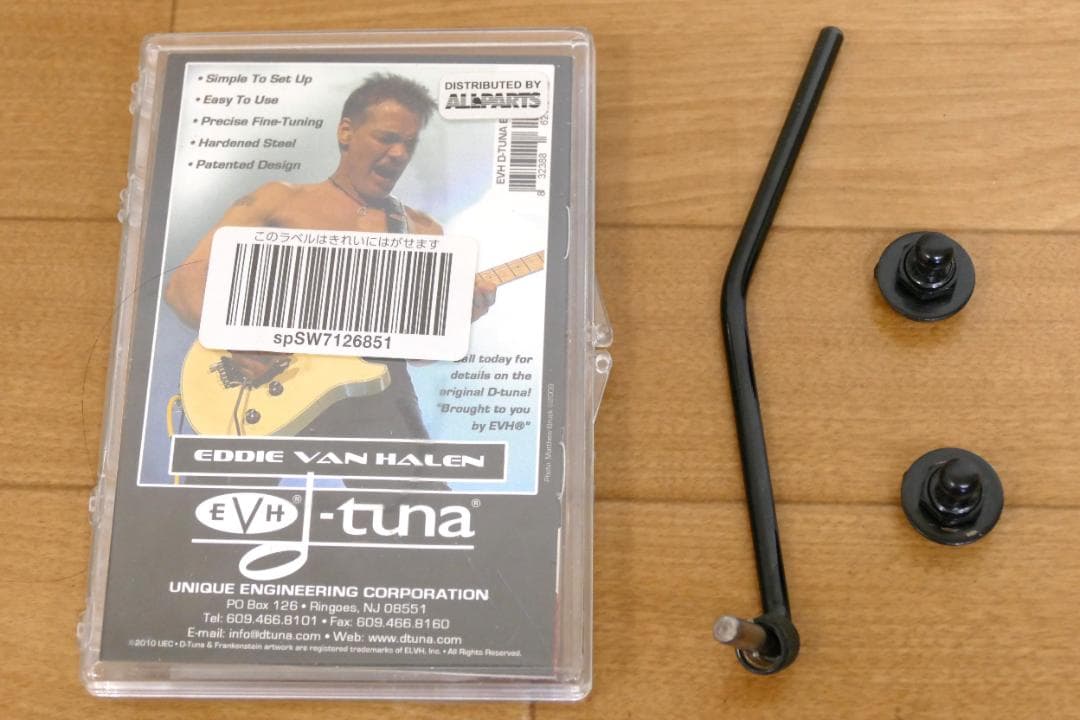 • Simple To Set Up
• Easy To Use
• Precise Fine-Tuning
• Hardened Steel
• Patented Design
DISTRIBUTED BY
ALLPARTS
EVH D-TUNA
8 32388
このラベルはきれいにはがせます
spSW7126851
Call today for
details on the
original D-tuna!
"Brought to you
by EVH®"
EDDIE VAN HALEN
EVH® d-tuna®
UNIQUE ENGINEERING CORPORATION
PO Box 126 • Ringoes, NJ 08551
Tel: 609.466.8101 • Fax: 609.466.8160
E-mail: info@dtuna.com • Web: www.dtuna.com
©2010 UEC • D-Tuna & Frankenstein artwork are registered trademarks of ELVH, Inc. • All Rights Reserved.